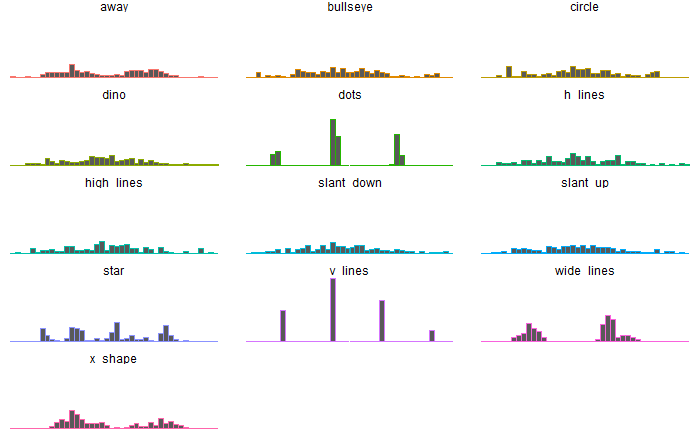 away bullseye circle
dino dots h_lines
high_lines slant_down slant_up
star v_lines wide_lines
x_shape